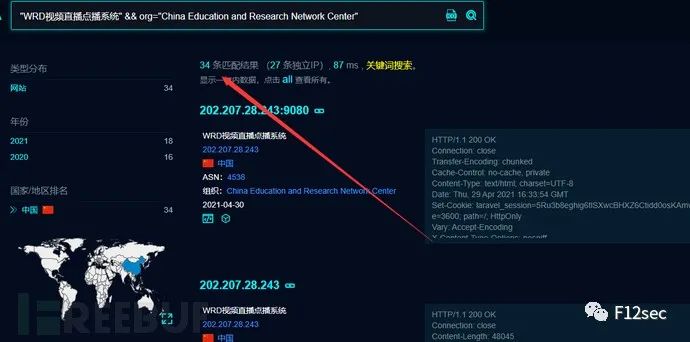 "WRD视频直播点播系统" && org="China Education and Research Network Center"
类型分布
网站 34
年份
2021 18
2020 16
国家/地区排名
中国 34
34 条匹配结果 （27 条独立IP）, 87 ms , 关键词搜索。
显示一年内数据，点击 all 查看所有。
202.207.28.243:9080
WRD视频直播点播系统
202.207.28.243
中国
ASN: 4538
组织: China Education and Research Network Center
2021-04-30
HTTP/1.1 200 OK
Connection: close
Transfer-Encoding: chunked
Cache-Control: no-cache, private
Content-Type: text/html; charset=UTF-8
Date: Thu, 29 Apr 2021 16:33:54 GMT
e=3600; path=/; HttpOnly
Vary: Accept-Encoding
X-Content-Type-Options: nosniff
202.207.28.243
WRD视频直播点播系统
202.207.28.243
中国
HTTP/1.1 200 OK
Connection: close
Content-Length: 48045
FREEBUF
F12sec